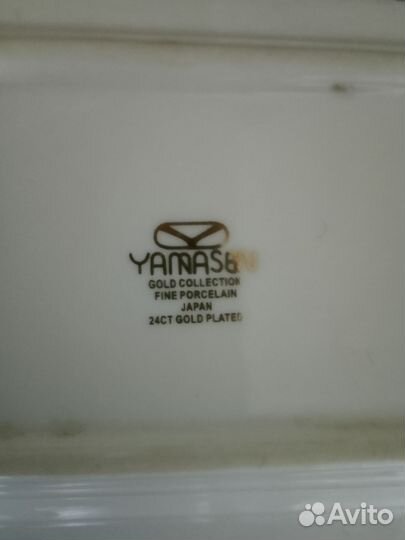 YAMASEN
GOLD COLLECTION
FINE PORCELAIN
JAPAN
24CT GOLD PLATED
Avito